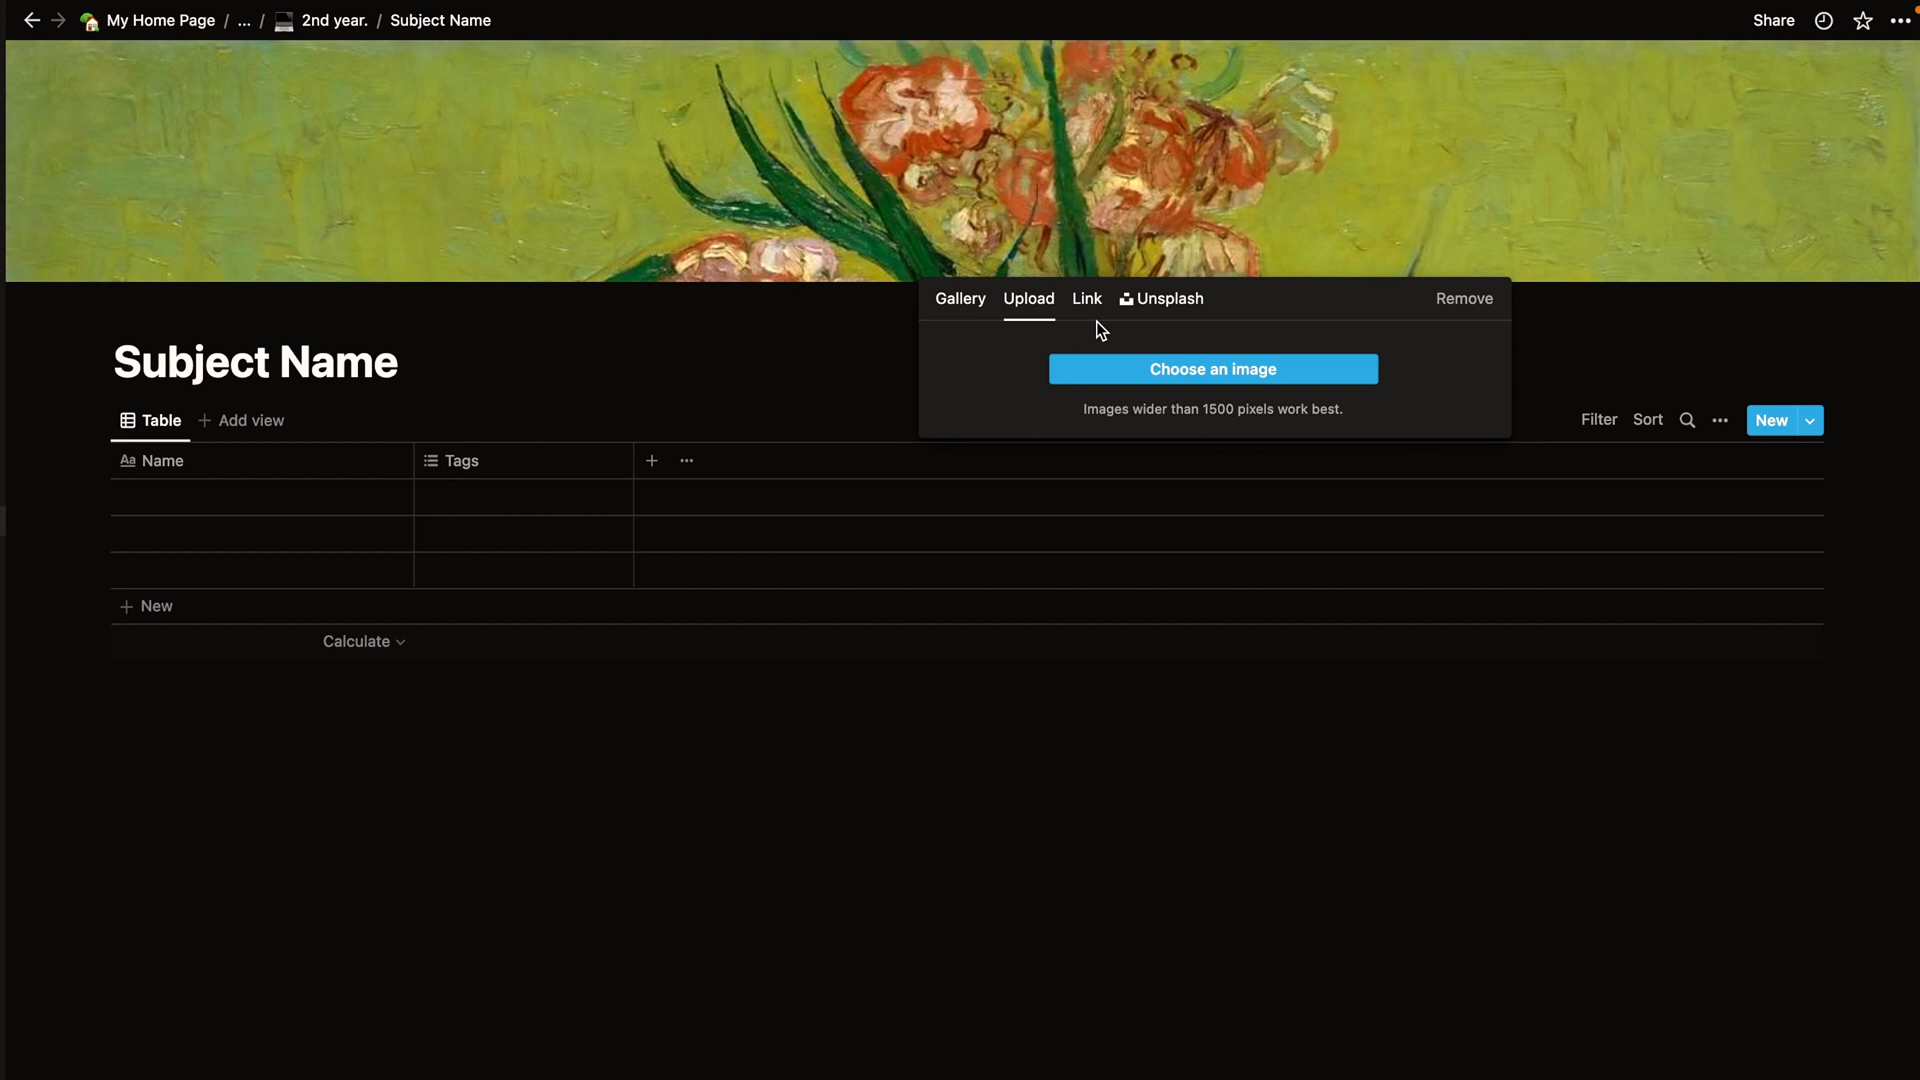 My Home Page / ... / 2nd year. / Subject Name
Share
Gallery Upload Link Unsplash Remove
Choose an image
Images wider than 1500 pixels work best.
Subject Name
Table + Add view
Filter Sort New
Aa Name Tags
+ New
Calculate